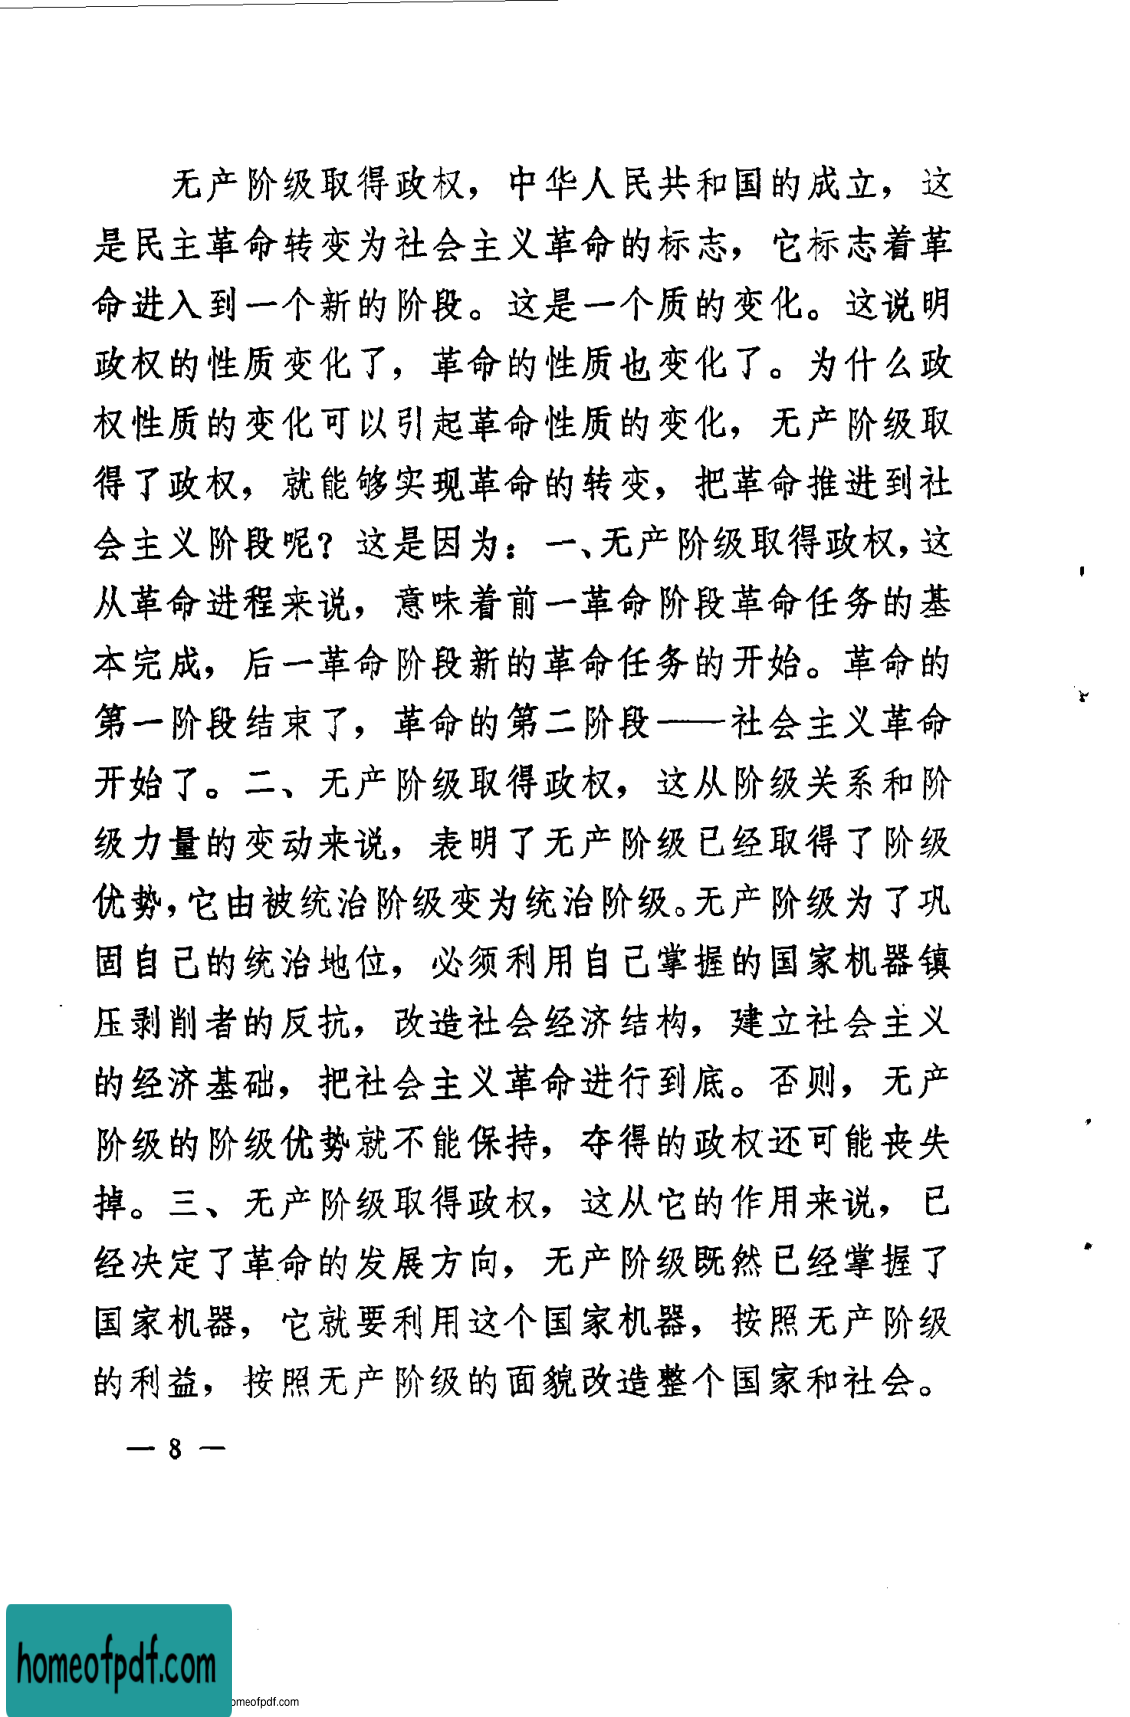 无产阶级取得政权，中华人民共和国的成立，这
是民主革命转变为社会主义革命的标志，它标志着革
命进入到一个新的阶段。这是一个质的变化。这说明
政权的性质变化了，革命的性质也变化了。为什么政
权性质的变化可以引起革命性质的变化，无产阶级取
得了政权，就能够实现革命的转变，把革命推进到社
会主义阶段呢？这是因为：一、无产阶级取得政权，这
从革命进程来说，意味着前一革命阶段革命任务的基
本完成，后一革命阶段新的革命任务的开始。革命的
第一阶段结束了，革命的第二阶段——社会主义革命
开始了。二、无产阶级取得政权，这从阶级关系和阶
级力量的变动来说，表明了无产阶级已经取得了阶级
优势，它由被统治阶级变为统治阶级。无产阶级为了巩
固自己的统治地位，必须利用自己掌握的国家机器镇
压剥削者的反抗，改造社会经济结构，建立社会主义
的经济基础，把社会主义革命进行到底。否则，无产
阶级的阶级优势就不能保持，夺得的政权还可能丧失
掉。三、无产阶级取得政权，这从它的作用来说，已
经决定了革命的发展方向，无产阶级既然已经掌握了
国家机器，它就要利用这个国家机器，按照无产阶级
的利益，按照无产阶级的面貌改造整个国家和社会。
— 8 —
homeofpdf.com
omeofpdf.com